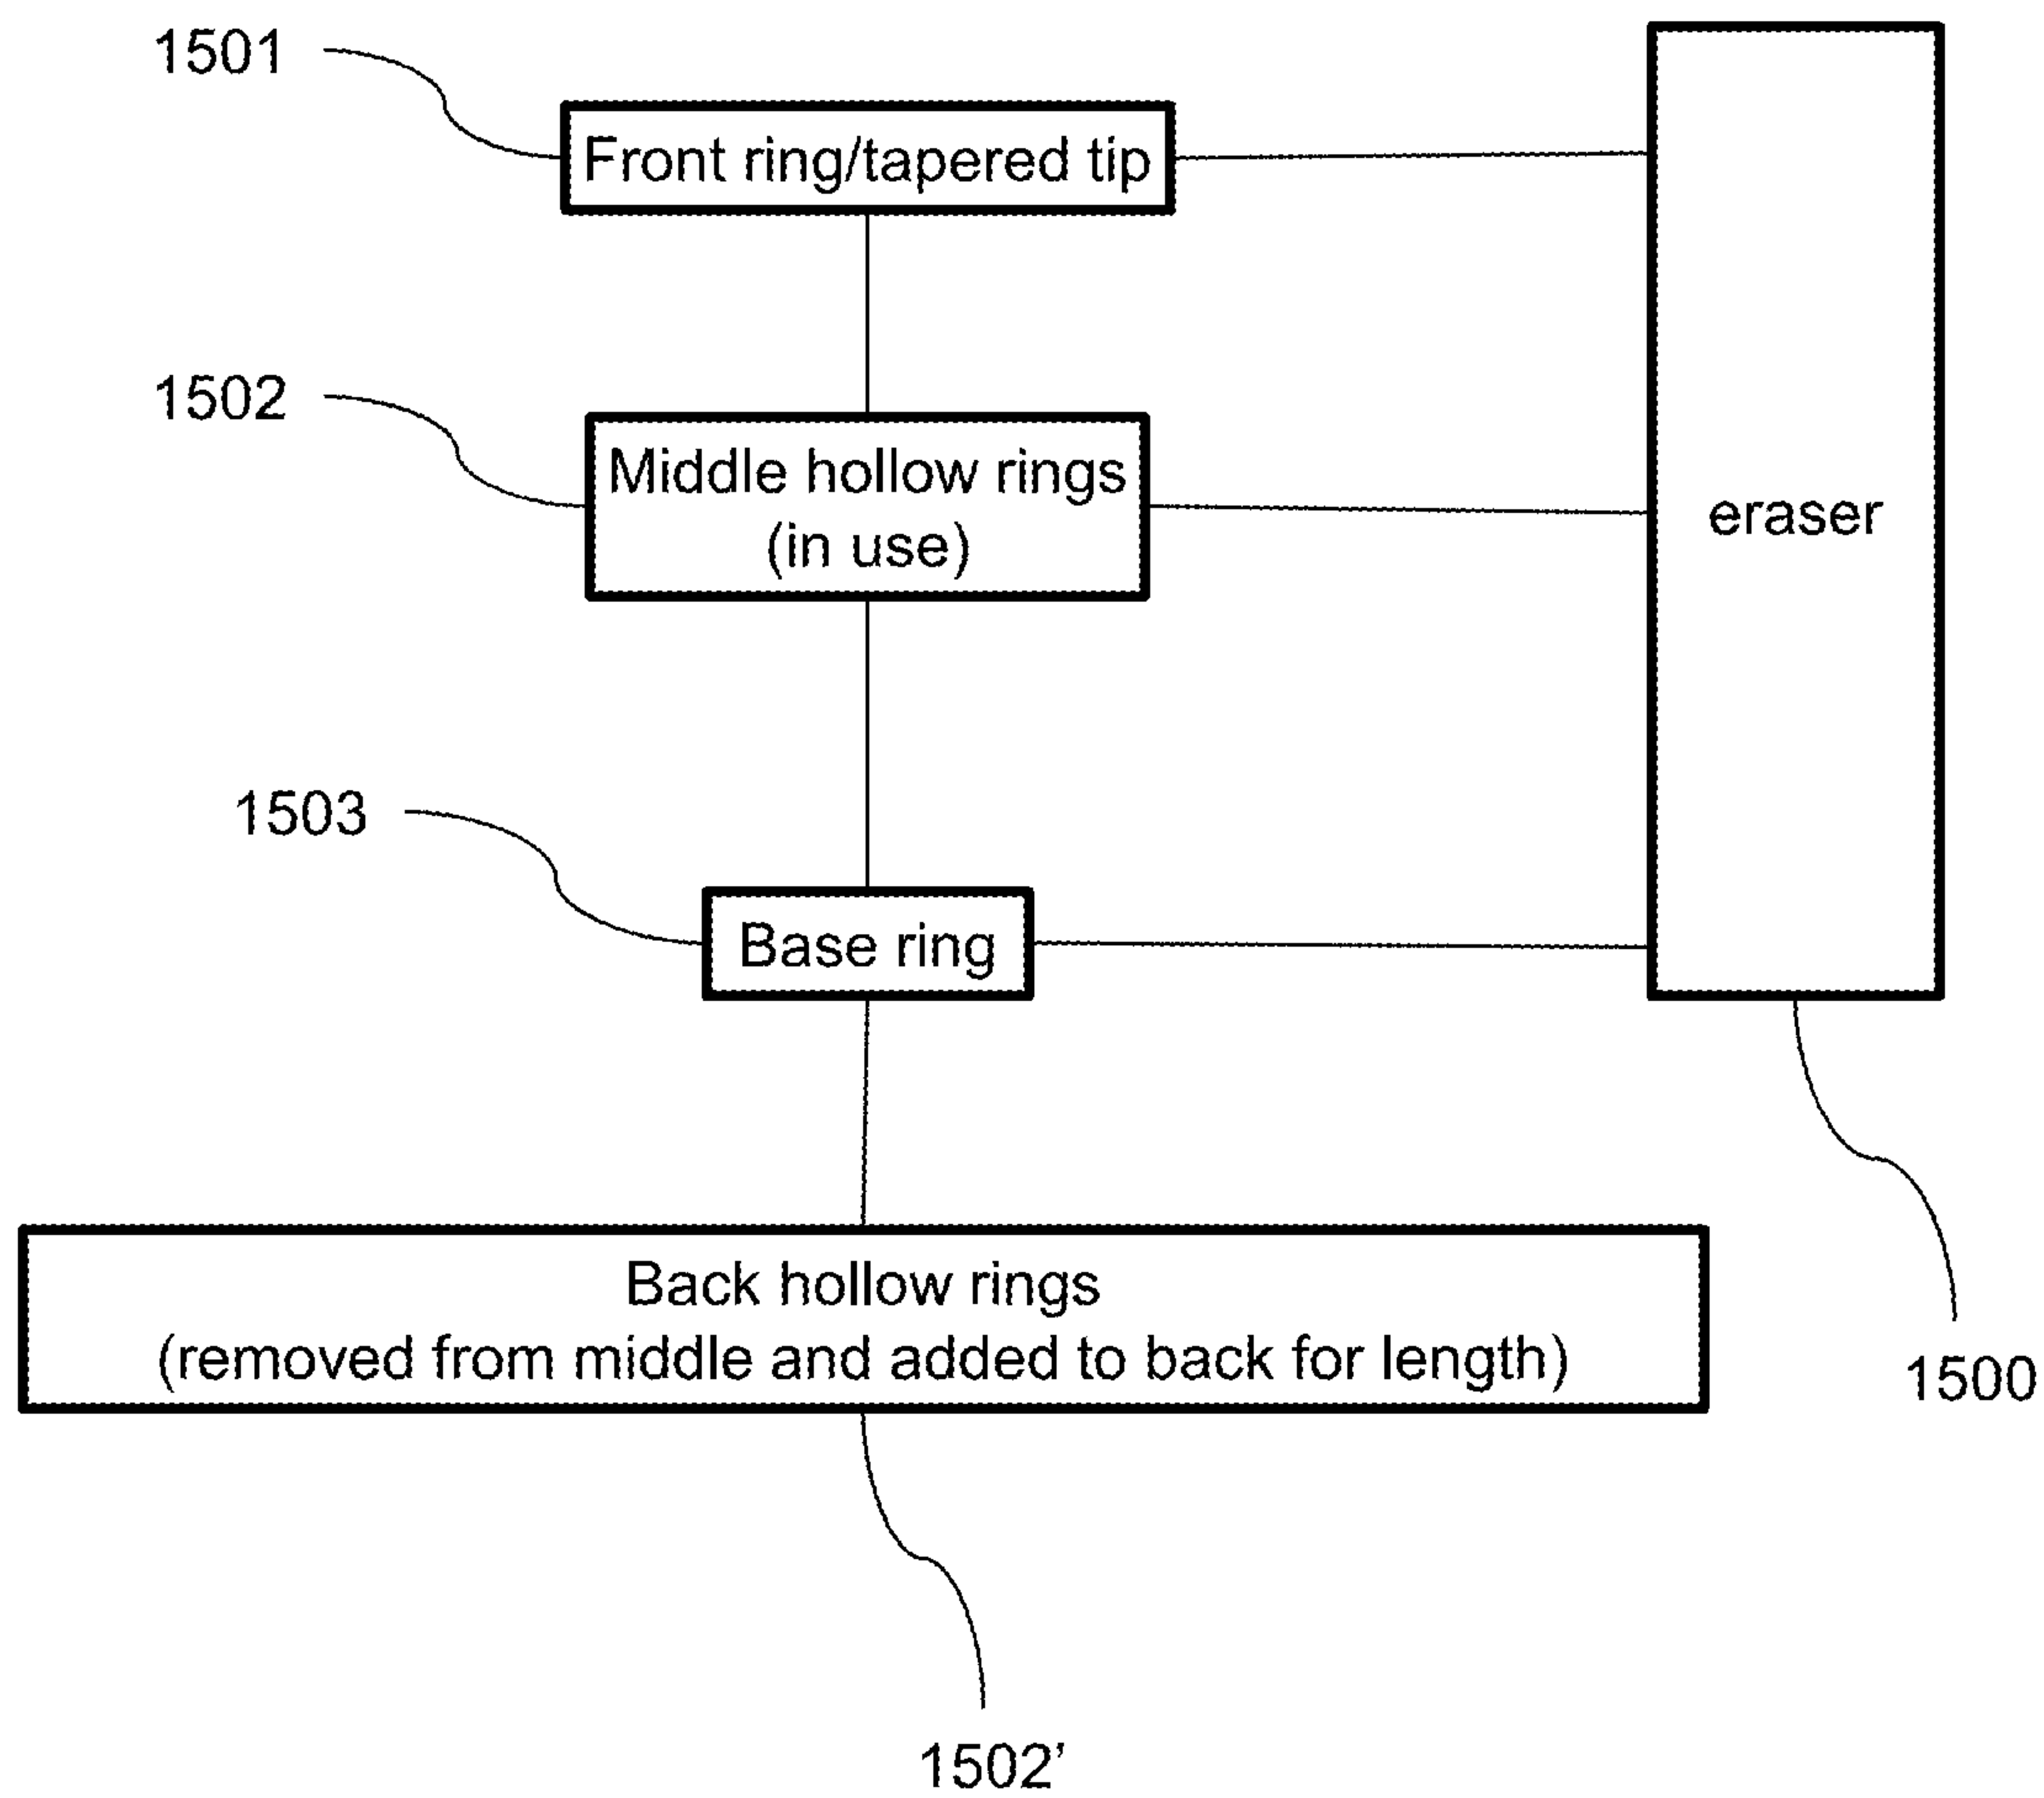 1501
Front ring/tapered tip
1502
Middle hollow rings
(in use)
eraser
1503
Base ring
Back hollow rings
(removed from middle and added to back for length)
1500
1502’